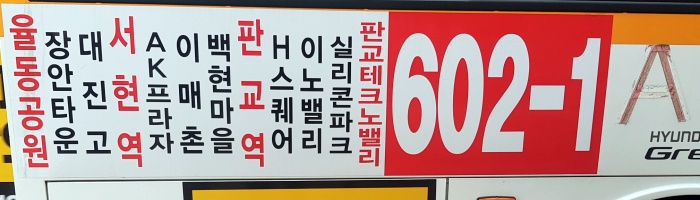 율동공원
장안타운
대진고
서현역
AK프라자
이매촌
백현마을
판교역
H스퀘어
이노밸리
실리콘파크
판교테크노밸리
602-1
A
HYUND
Gre